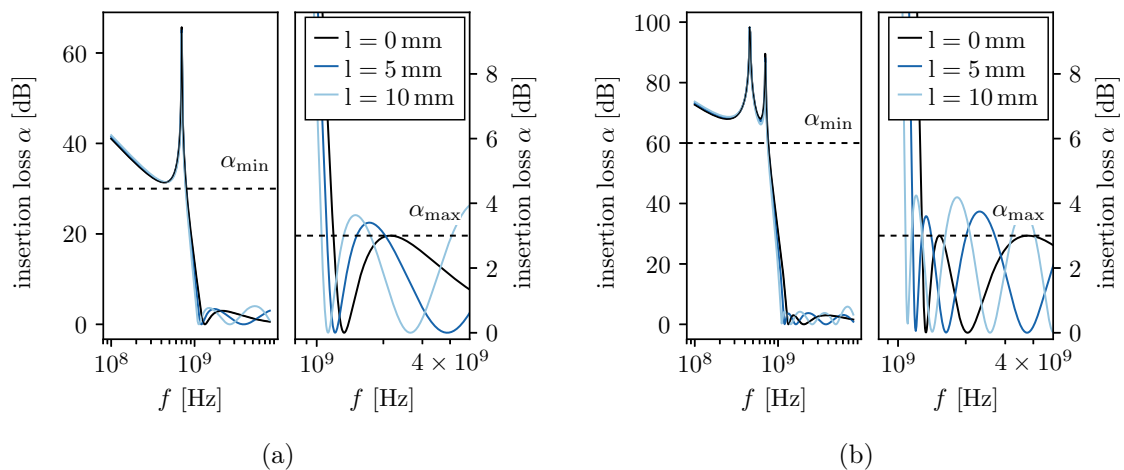 insertion loss α [dB]
60
40
20
0
α_min
10^8
10^9
f [Hz]
l = 0 mm
l = 5 mm
l = 10 mm
α_max
8
6
4
2
0
insertion loss α [dB]
10^9
4 × 10^9
f [Hz]
(a)
insertion loss α [dB]
100
80
60
40
20
0
α_min
10^8
10^9
f [Hz]
l = 0 mm
l = 5 mm
l = 10 mm
α_max
8
6
4
2
0
insertion loss α [dB]
10^9
4 × 10^9
f [Hz]
(b)